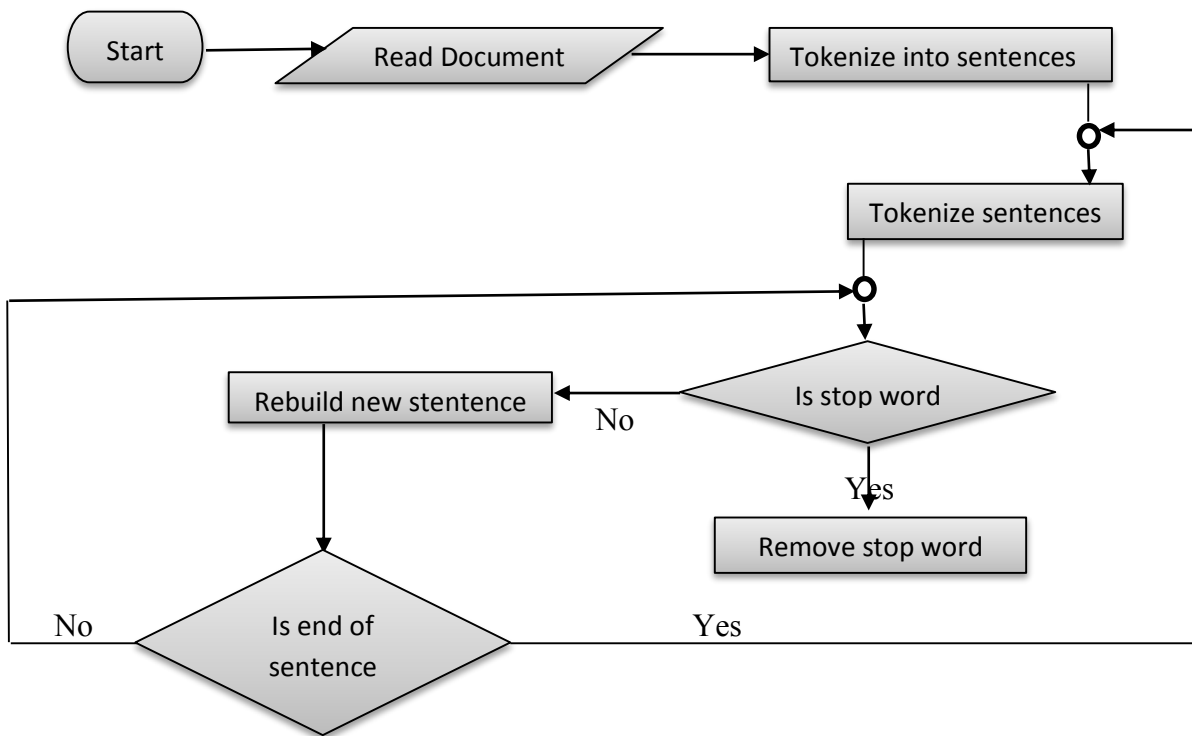 Start
Read Document
Tokenize into sentences
Tokenize sentences
Is stop word
Rebuild new stentence
No
Yes
Remove stop word
Is end of
sentence
No
Yes